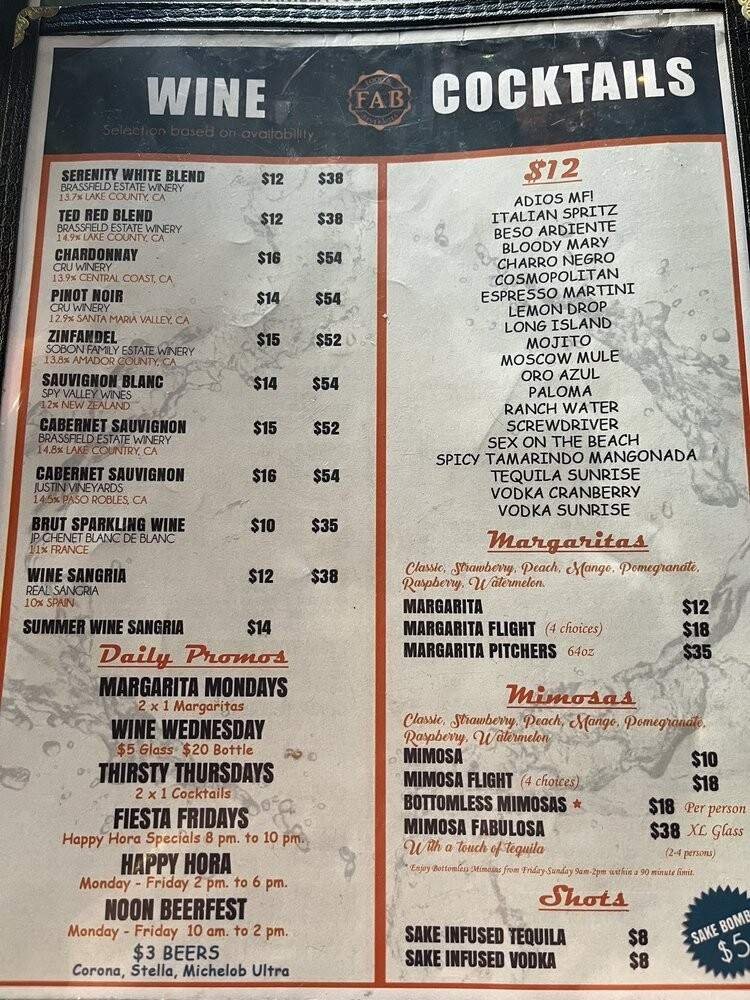 WINE
Selection based on availability
FAB
COCKTAILS
SERENITY WHITE BLEND $12 $38
BRASSFIELD ESTATE WINERY
13.7% LAKE COUNTY, CA
TED RED BLEND $12 $38
BRASSFIELD ESTATE WINERY
14.9% LAKE COUNTY, CA
CHARDONNAY $16 $54
CRU WINERY
13.9% CENTRAL COAST, CA
PINOT NOIR $14 $54
CRU WINERY
12.9% SANTA MARIA VALLEY, CA
ZINFANDEL $15 $52
SOBON FAMILY ESTATE WINERY
13.8% AMADOR COUNTY, CA
SAUVIGNON BLANC $14 $54
SPY VALLEY WINES
12% NEW ZEALAND
CABERNET SAUVIGNON $15 $52
BRASSFIELD ESTATE WINERY
14.8% LAKE COUNTRY, CA
CABERNET SAUVIGNON $16 $54
JUSTIN VINEYARDS
14.5% PASO ROBLES, CA
BRUT SPARKLING WINE $10 $35
JP CHENET BLANC DE BLANC
11% FRANCE
WINE SANGRIA $12 $38
REAL SANGRIA
10% SPAIN
SUMMER WINE SANGRIA $14
Daily Promos
MARGARITA MONDAYS
2 x 1 Margaritas
WINE WEDNESDAY
$5 Glass $20 Bottle
THIRSTY THURSDAYS
2 x 1 Cocktails
FIESTA FRIDAYS
Happy Hora Specials 8 pm. to 10 pm.
HAPPY HORA
Monday - Friday 2 pm. to 6 pm.
NOON BEERFEST
Monday - Friday 10 am. to 2 pm.
$3 BEERS
Corona, Stella, Michelob Ultra
$12
ADIOS MF!
ITALIAN SPRITZ
BESO ARDIENTE
BLOODY MARY
CHARRO NEGRO
COSMOPOLITAN
ESPRESSO MARTINI
LEMON DROP
LONG ISLAND
MOJITO
MOSCOW MULE
ORO AZUL
PALOMA
RANCH WATER
SCREWDRIVER
SEX ON THE BEACH
SPICY TAMARINDO MANGONADA
TEQUILA SUNRISE
VODKA CRANBERRY
VODKA SUNRISE
Margaritas
Classic, Strawberry, Peach, Mango, Pomegranate,
Raspberry, Watermelon.
MARGARITA $12
MARGARITA FLIGHT (4 choices) $18
MARGARITA PITCHERS 64oz $35
Mimosas
Classic, Strawberry, Peach, Mango, Pomegranate,
Raspberry, Watermelon
MIMOSA $10
MIMOSA FLIGHT (4 choices) $18
BOTTOMLESS MIMOSAS * $18 Per person
MIMOSA FABULOSA $38 XL Glass
With a touch of tequila (2-4 persons)
*Enjoy Bottomless Mimosas from Friday-Sunday 9am-2pm within a 90 minute limit.
Shots
SAKE INFUSED TEQUILA $8
SAKE INFUSED VODKA $8
SAKE BOMB
$5